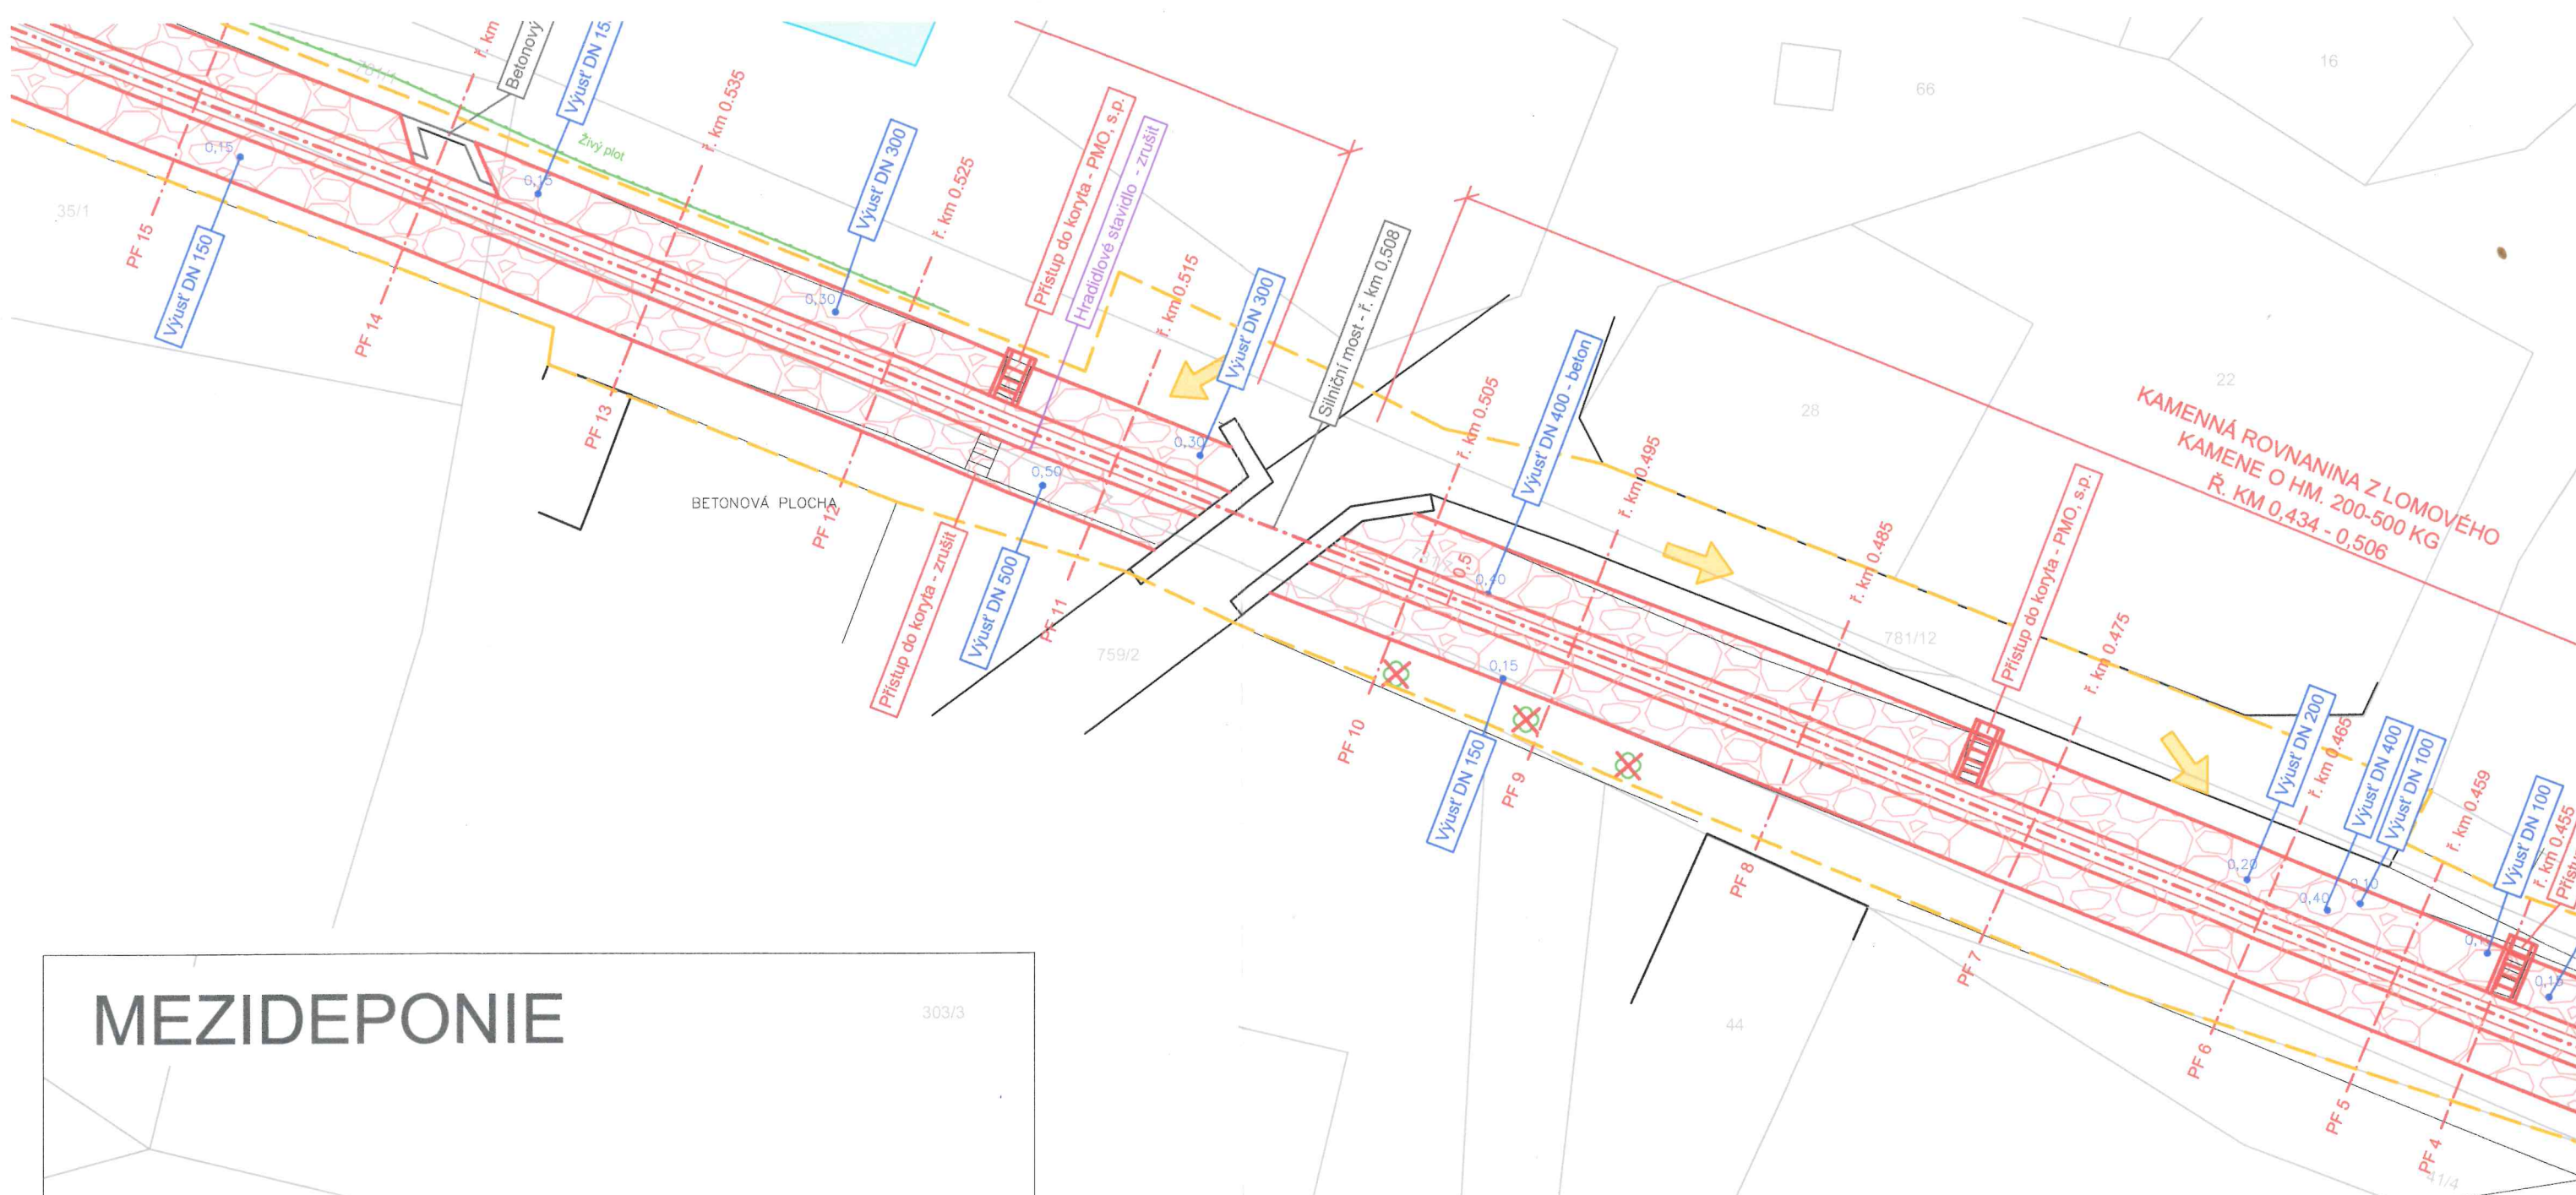 ř. km
Betonový
Výusť DN 15
781/1
ř. km 0.535
Živý plot
Výusť DN 300
ř. km 0.525
Přístup do koryta - PMO, s.p.
Hradidlové stavidlo - zrušit
ř. km 0.515
Výusť DN 300
Silniční most - ř. km 0,508
16
66
35/1
0,15
0,15
0,30
0,30
0,50
PF 15
Výusť DN 150
PF 14
PF 13
PF 12
PF 11
BETONOVÁ PLOCHA
Přístup do koryta - zrušit
Výusť DN 500
759/2
ř. km 0.505
Výusť DN 400 - beton
ř. km 0.495
28
22
KAMENNÁ ROVNANINA Z LOMOVÉHO
KAMENE O HM. 200-500 KG
Ř. KM 0,434 - 0,506
ř. km 0.485
781/12
Přístup do koryta - PMO, s.p.
ř. km 0.475
0,5
0,40
0,15
PF 10
Výusť DN 150
PF 9
PF 8
PF 7
Výusť DN 200
ř. km 0.465
Výusť DN 400
Výusť DN 100
ř. km 0.459
Výusť DN 100
ř. km 0.455
0,20
0,40
0,10
0,15
PF 6
PF 5
PF 4
44
41/4
MEZIDEPONIE
303/3